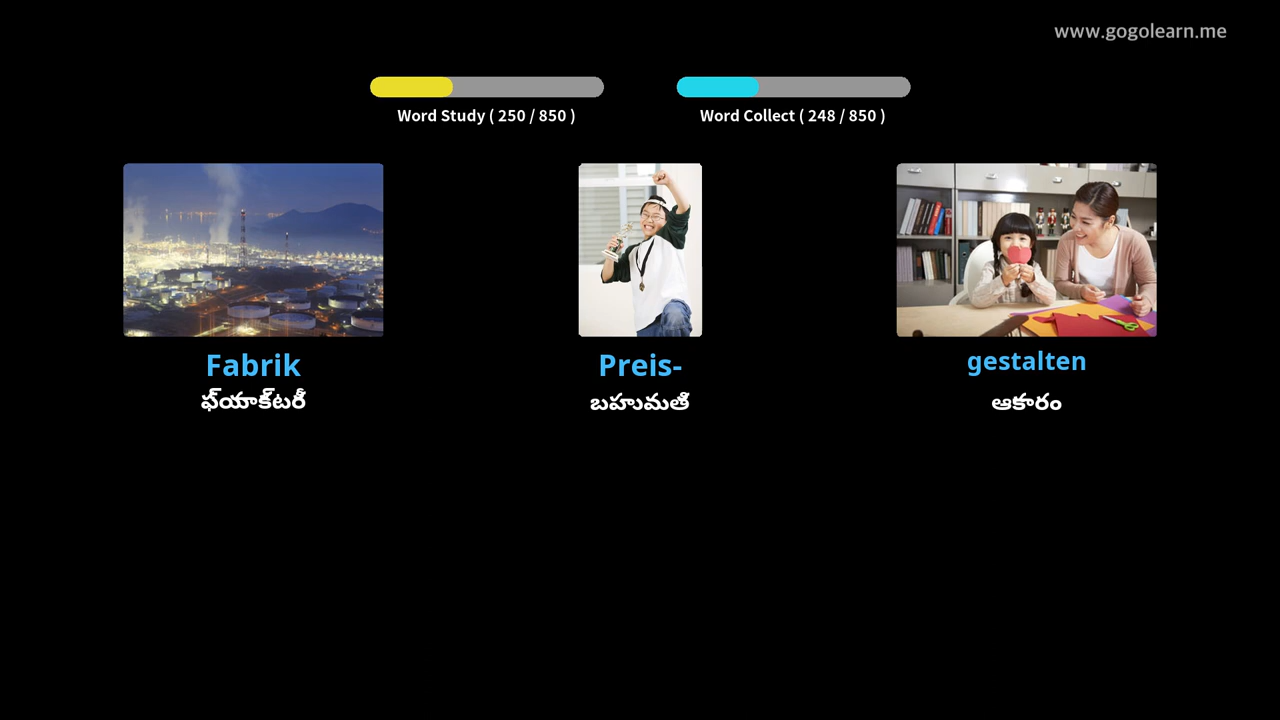 www.gogolearn.me
Word Study ( 250 / 850 )
Word Collect ( 248 / 850 )
Fabrik
ఫ్యాక్టరీ
Preis-
బహుమతి
gestalten
ఆకారం